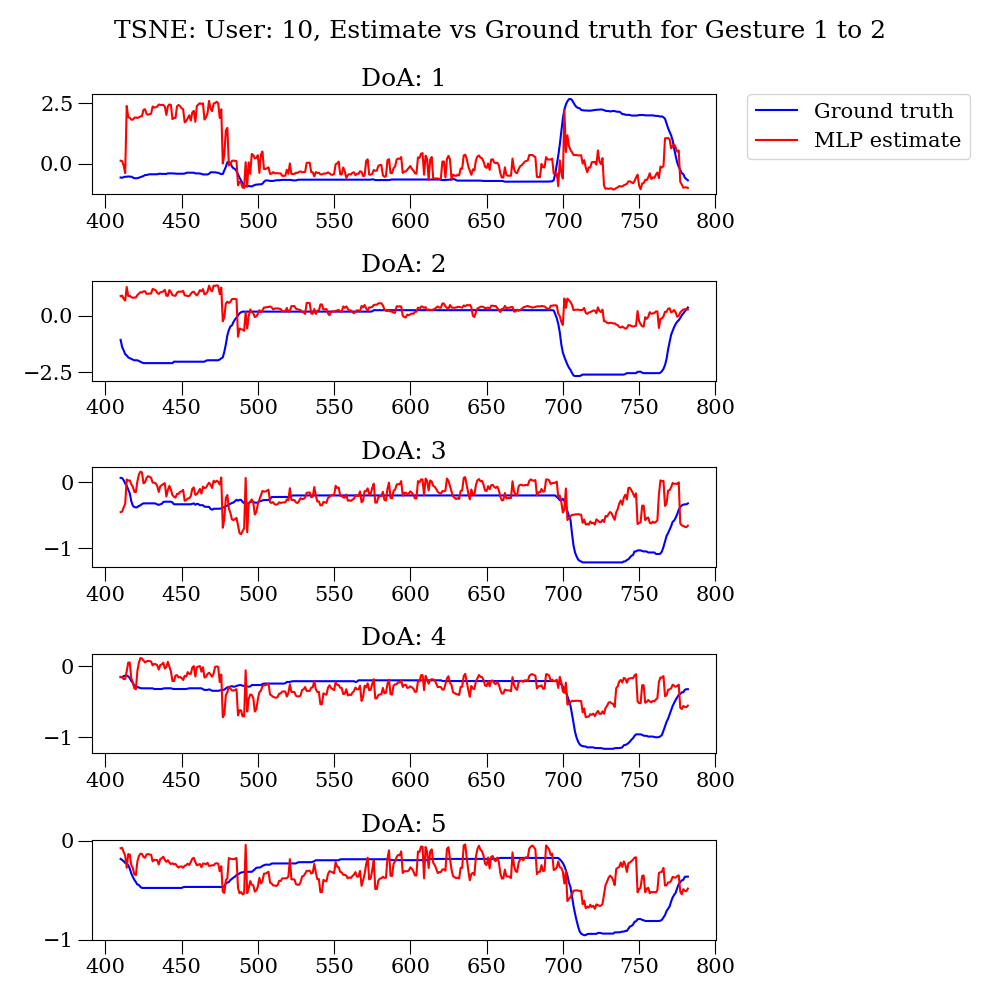 TSNE: User: 10, Estimate vs Ground truth for Gesture 1 to 2
DoA: 1
2.5
0.0
400 450 500 550 600 650 700 750 800
Ground truth
MLP estimate
DoA: 2
0.0
−2.5
400 450 500 550 600 650 700 750 800
DoA: 3
0
−1
400 450 500 550 600 650 700 750 800
DoA: 4
0
−1
400 450 500 550 600 650 700 750 800
DoA: 5
0
−1
400 450 500 550 600 650 700 750 800